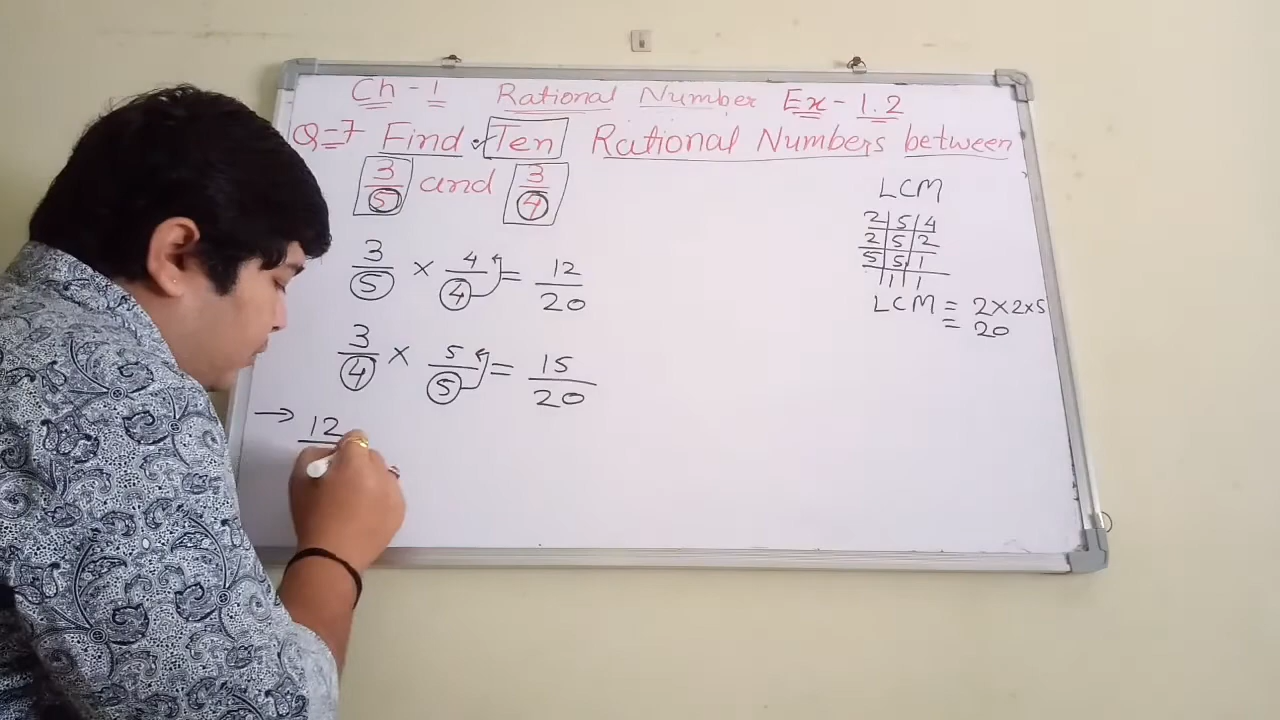 Ch - 1 Rational Number Ex - 1.2
Q=7 Find Ten Rational Numbers between
3/5 and 3/4
3/5 × 4/4 = 12/20
3/4 × 5/5 = 15/20
→ 12
LCM
2|5|4
2|5|2
5|5|1
|1|1
LCM = 2×2×5
= 20